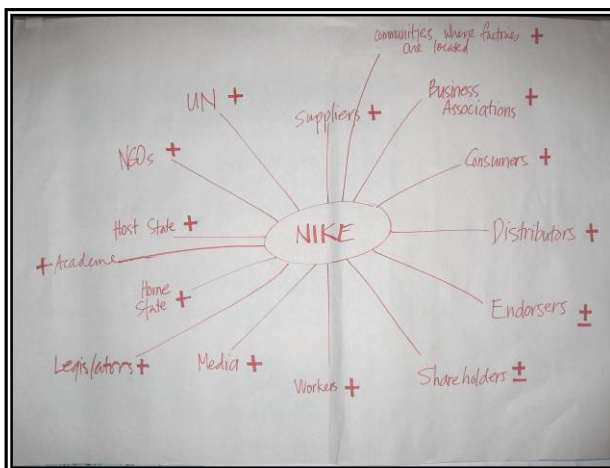 communities where factories +
are located
UN +
Suppliers +
Business +
Associations
NGOs +
Consumers +
Host State +
NIKE
Distributors +
+ Academe
Home
State +
Endorsers ±
Legislators +
Media +
Workers +
Shareholders ±